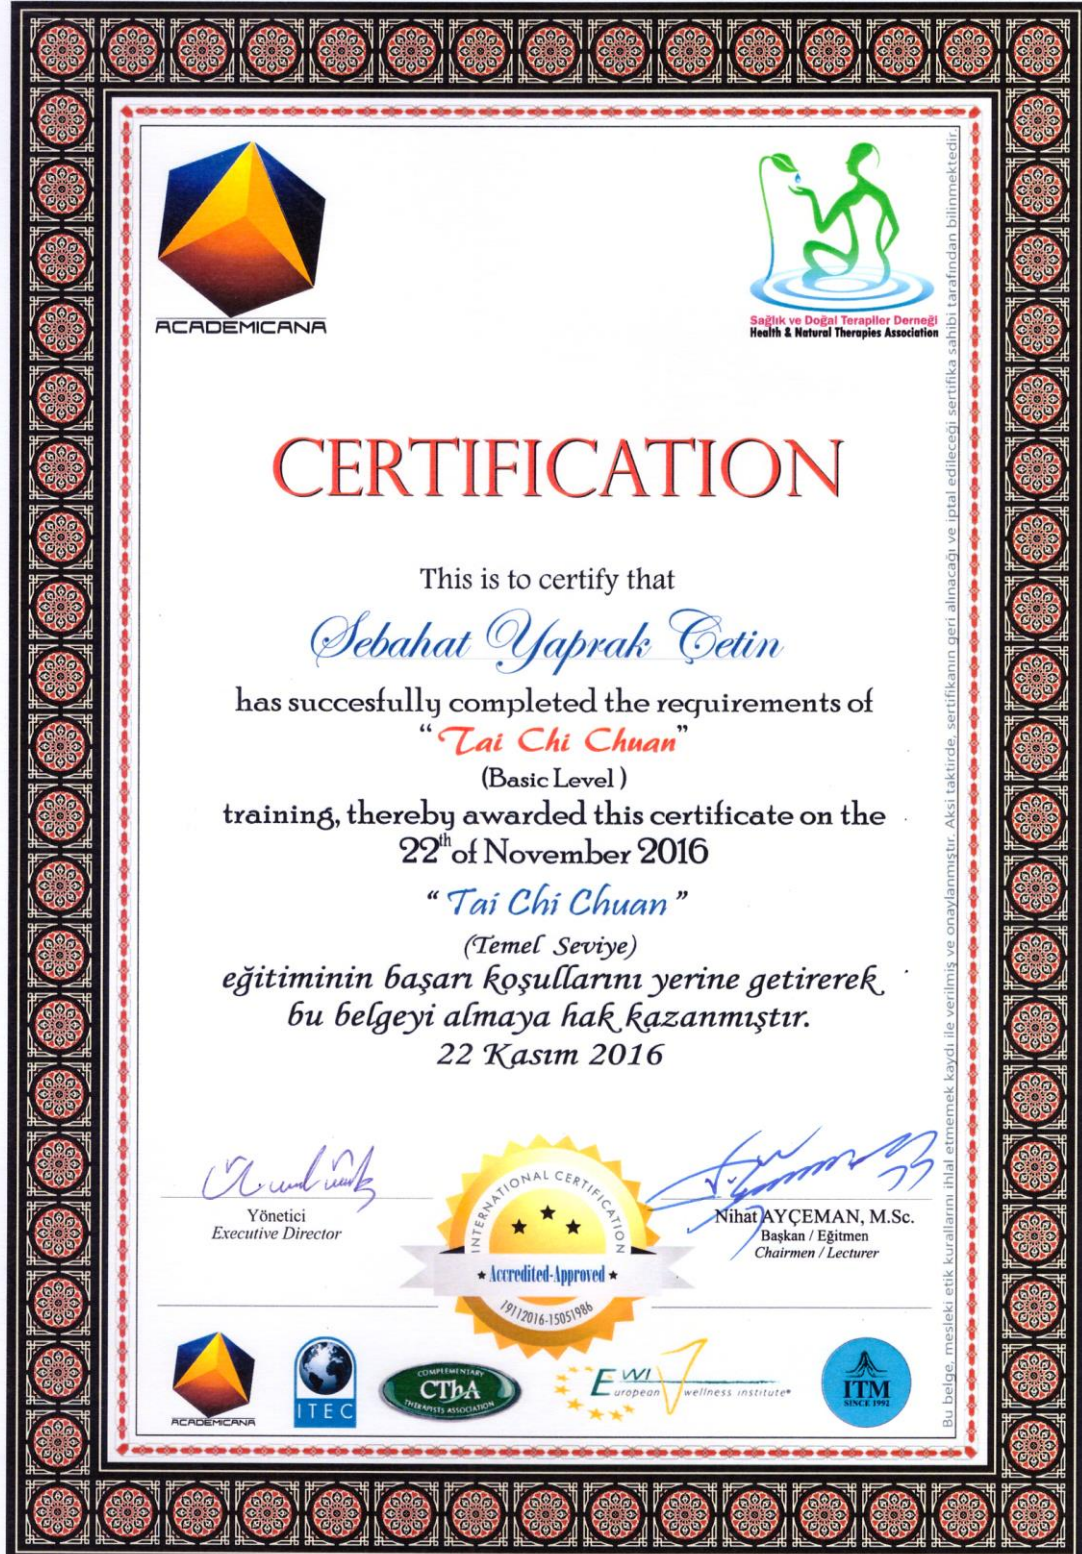 ACADEMICANA
Sağlık ve Doğal Terapiler Derneği
Health & Natural Therapies Association
CERTIFICATION
This is to certify that
Sebahat Yaprak Çetin
has succesfully completed the requirements of
“Tai Chi Chuan”
(Basic Level )
training, thereby awarded this certificate on the
22th of November 2016
“Tai Chi Chuan”
(Temel Seviye)
eğitiminin başarı koşullarını yerine getirerek
bu belgeyi almaya hak kazanmıştır.
22 Kasım 2016
Yönetici
Executive Director
INTERNATIONAL CERTIFICATION
Accredited-Approved
19112016-15051986
Nihat AYÇEMAN, M.Sc.
Başkan / Eğitmen
Chairmen / Lecturer
ACADEMICANA
ITEC
COMPLEMENTARY
CThA
THERAPISTS ASSOCIATION
EWI
European wellness institute®
ITM
SINCE 1992
Bu belge, mesleki etik kurallarını ihlal etmemek kaydı ile verilmiş ve onaylanmıştır. Aksi taktirde, sertifikanın geri alınacağı ve iptal edileceği sertifika sahibi tarafından bilinmektedir.